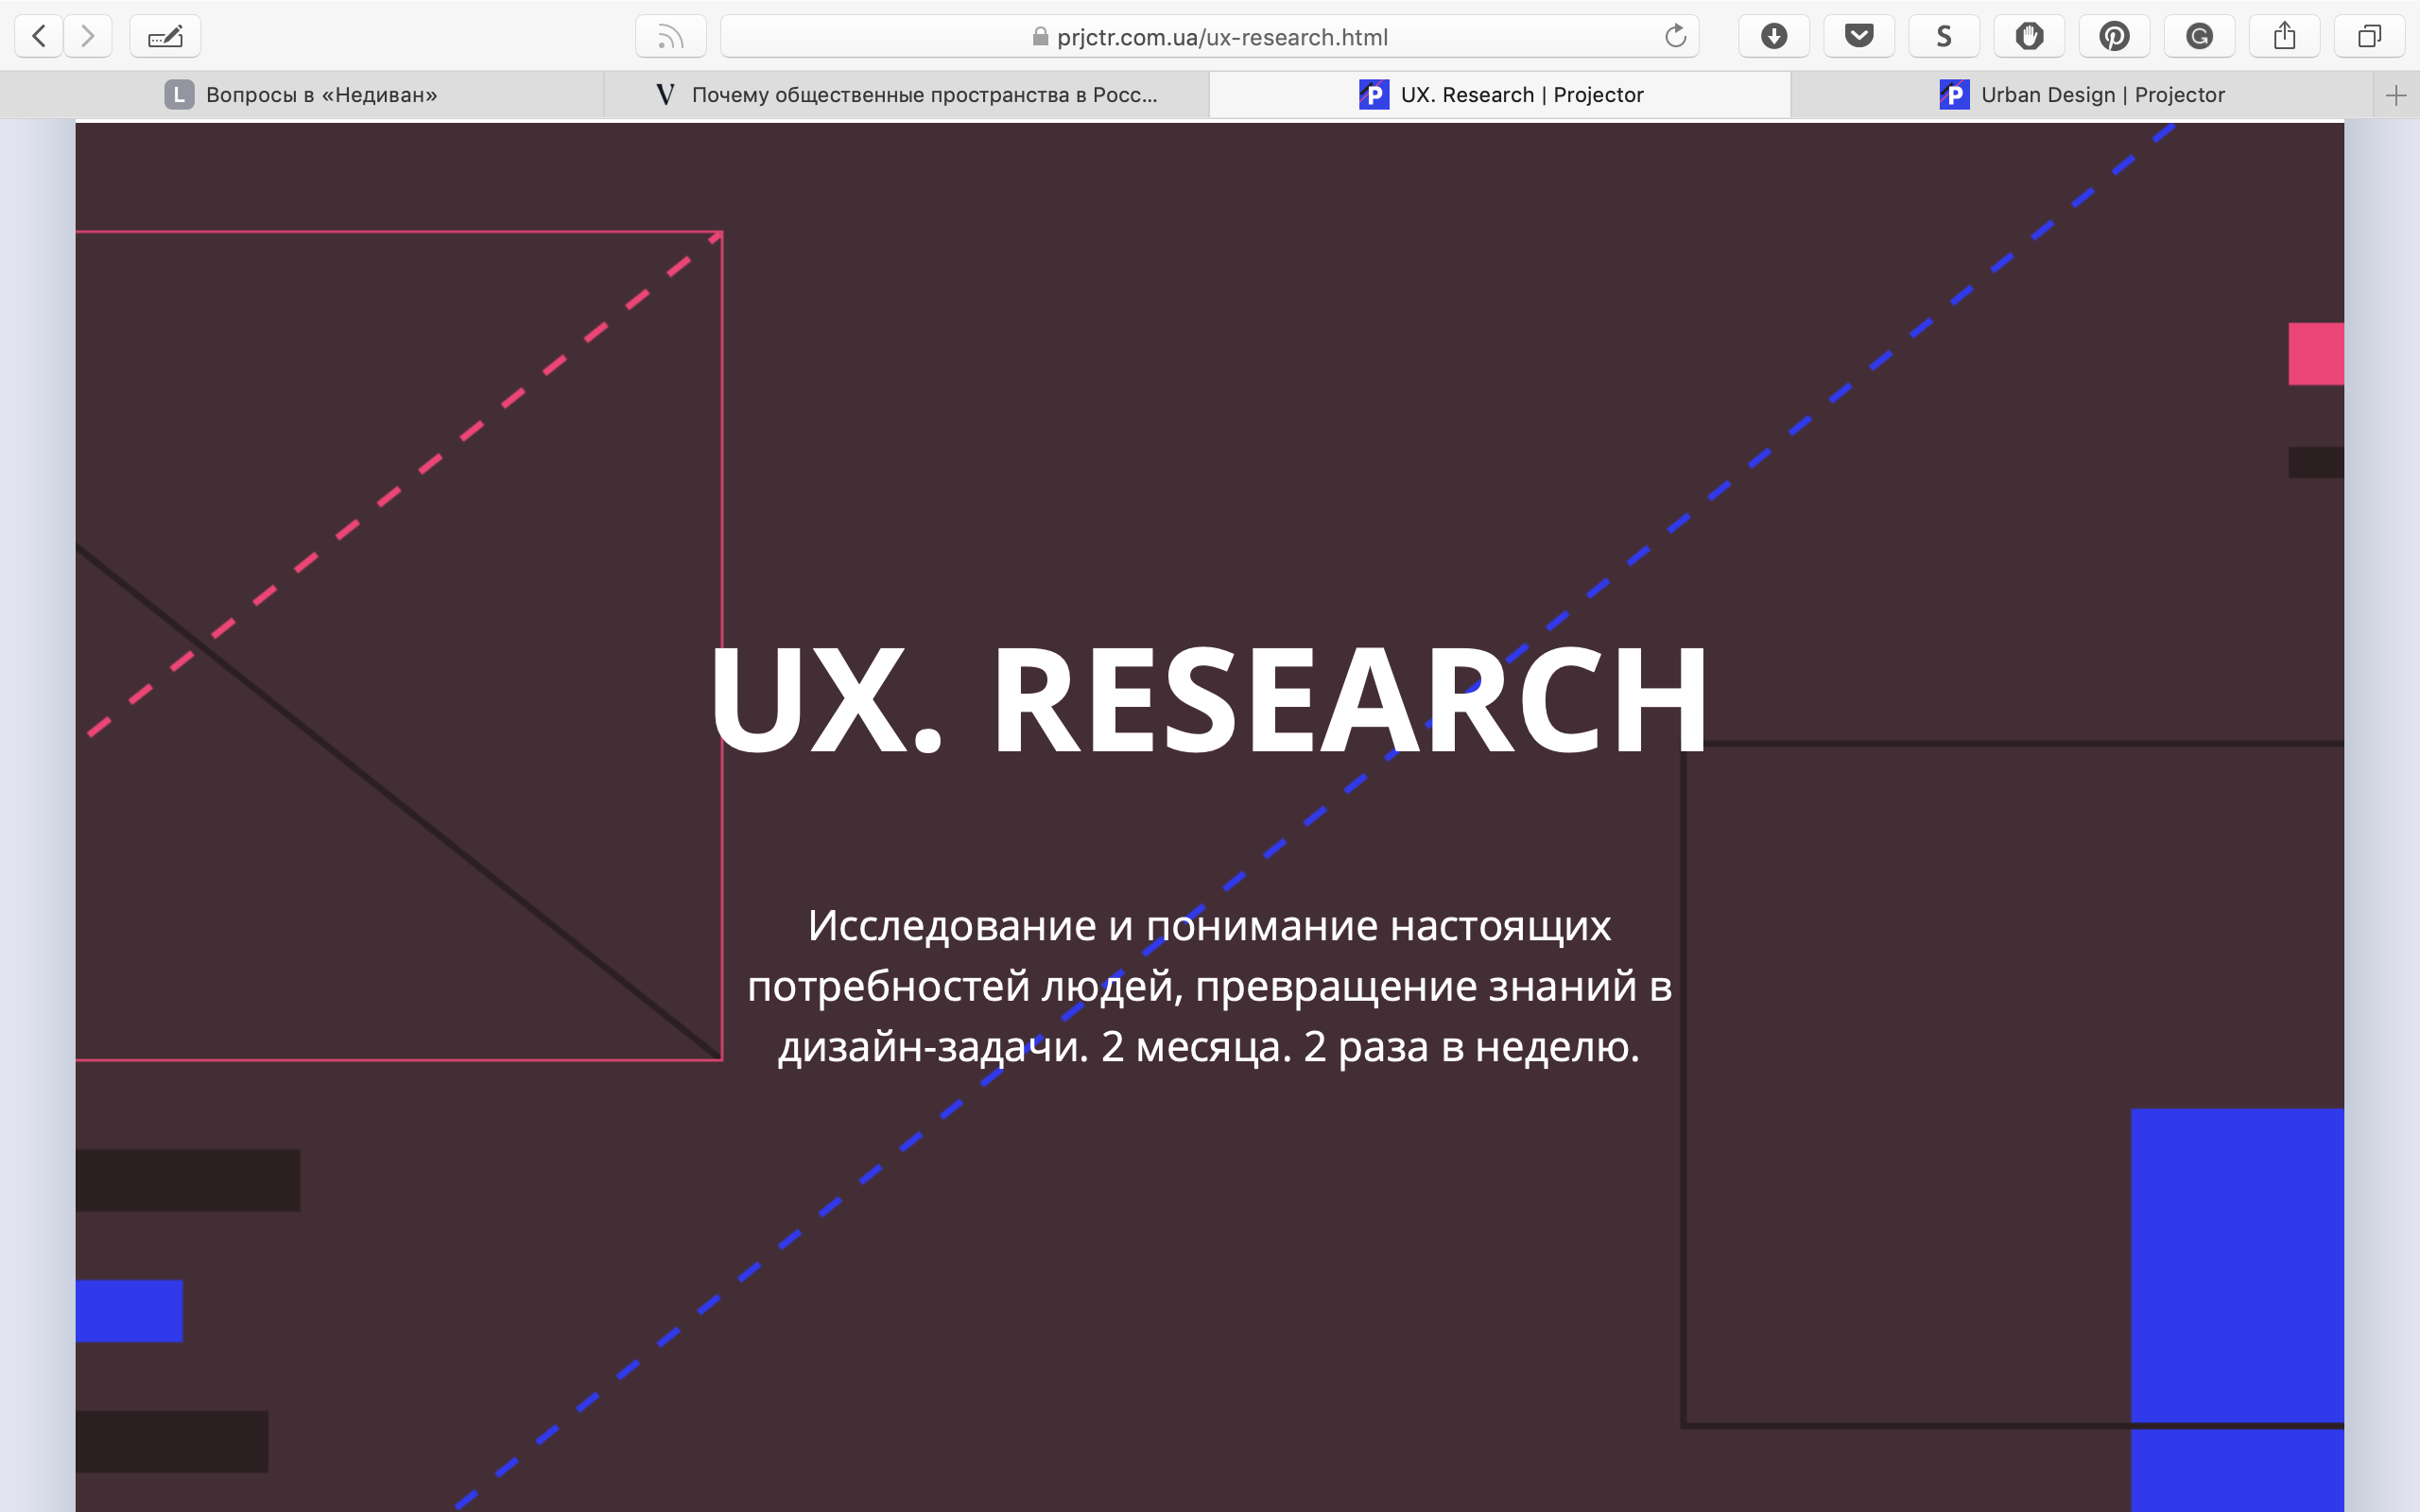 prjctr.com.ua/ux-research.html
S
L Вопросы в «Недиван»
V Почему общественные пространства в Росс...
P UX. Research | Projector
P Urban Design | Projector
UX. RESEARCH
Исследование и понимание настоящих
потребностей людей, превращение знаний в
дизайн-задачи. 2 месяца. 2 раза в неделю.